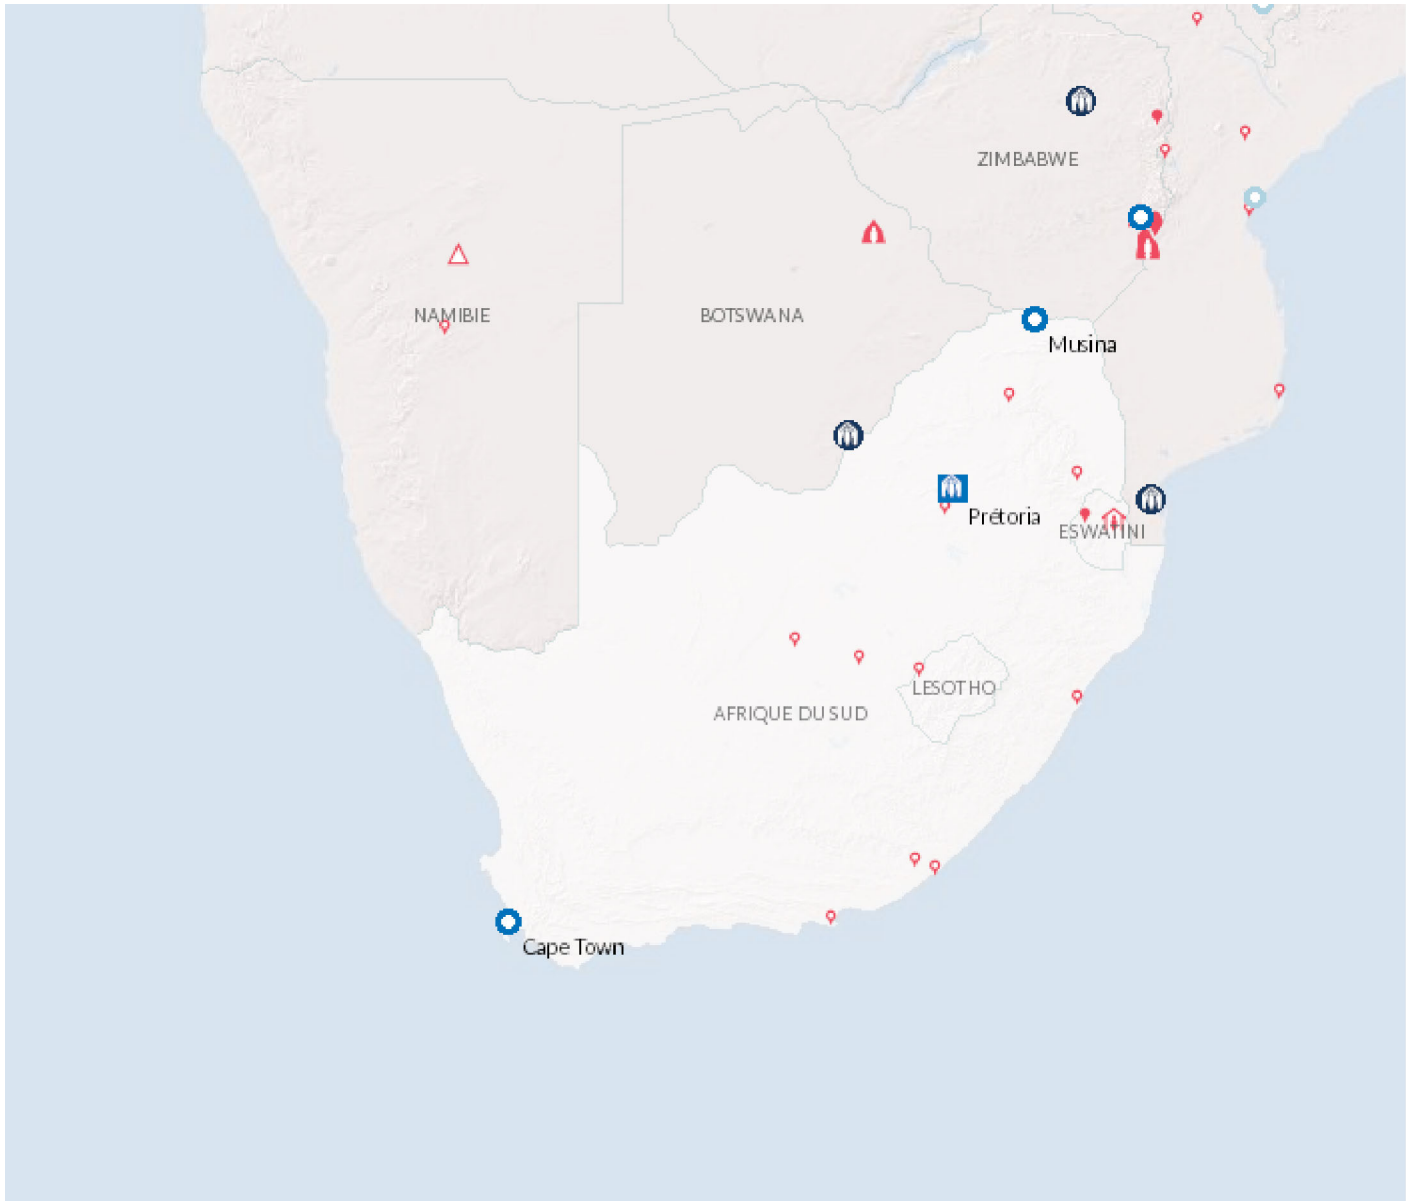 ZIMBABWE
NAMIBIE
BOTSWANA
Musina
Prétoria
ESWATINI
LESOTHO
AFRIQUE DU SUD
Cape Town